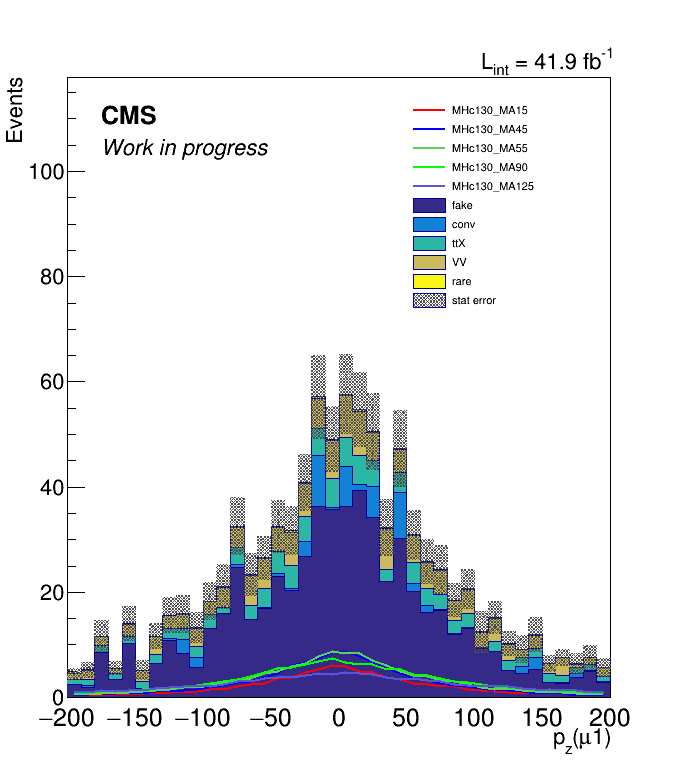 L_int = 41.9 fb^-1
Events
CMS
Work in progress
MHc130_MA15
MHc130_MA45
MHc130_MA55
MHc130_MA90
MHc130_MA125
fake
conv
ttX
VV
rare
stat error
100
80
60
40
20
0
−200 −150 −100 −50 0 50 100 150 200
p_z(μ1)